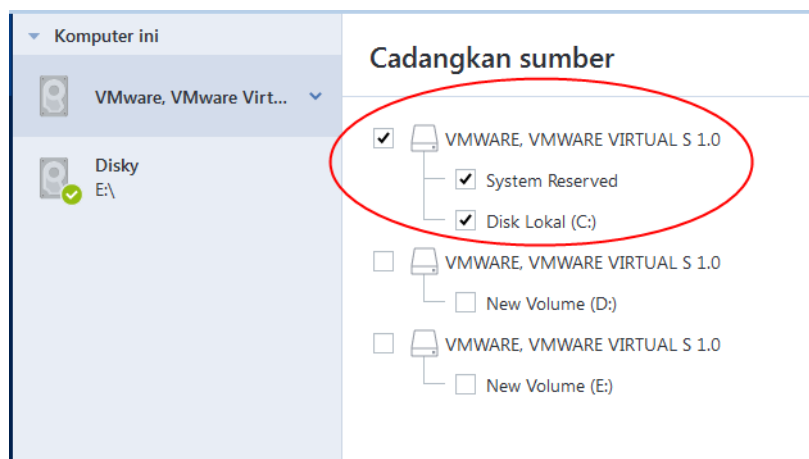 Komputer ini
VMware, VMware Virt...
Disky
E:\
Cadangkan sumber
VMWARE, VMWARE VIRTUAL S 1.0
System Reserved
Disk Lokal (C:)
VMWARE, VMWARE VIRTUAL S 1.0
New Volume (D:)
VMWARE, VMWARE VIRTUAL S 1.0
New Volume (E:)